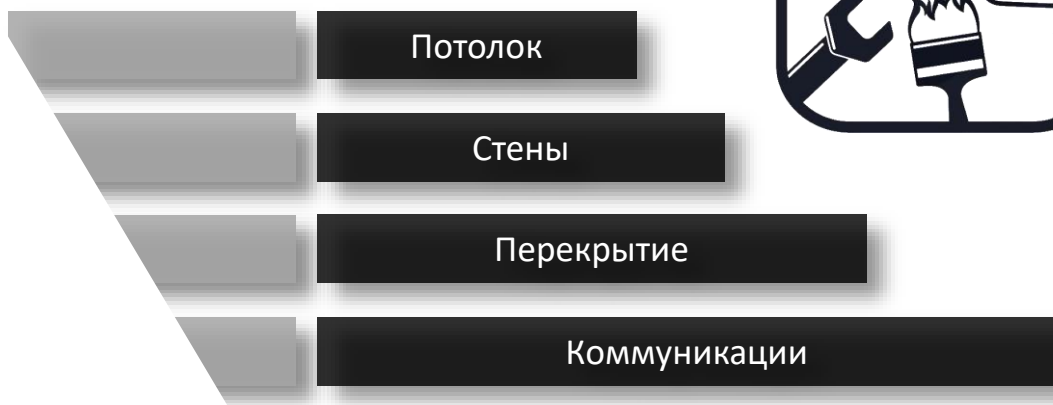 Потолок
Стены
Перекрытие
Коммуникации